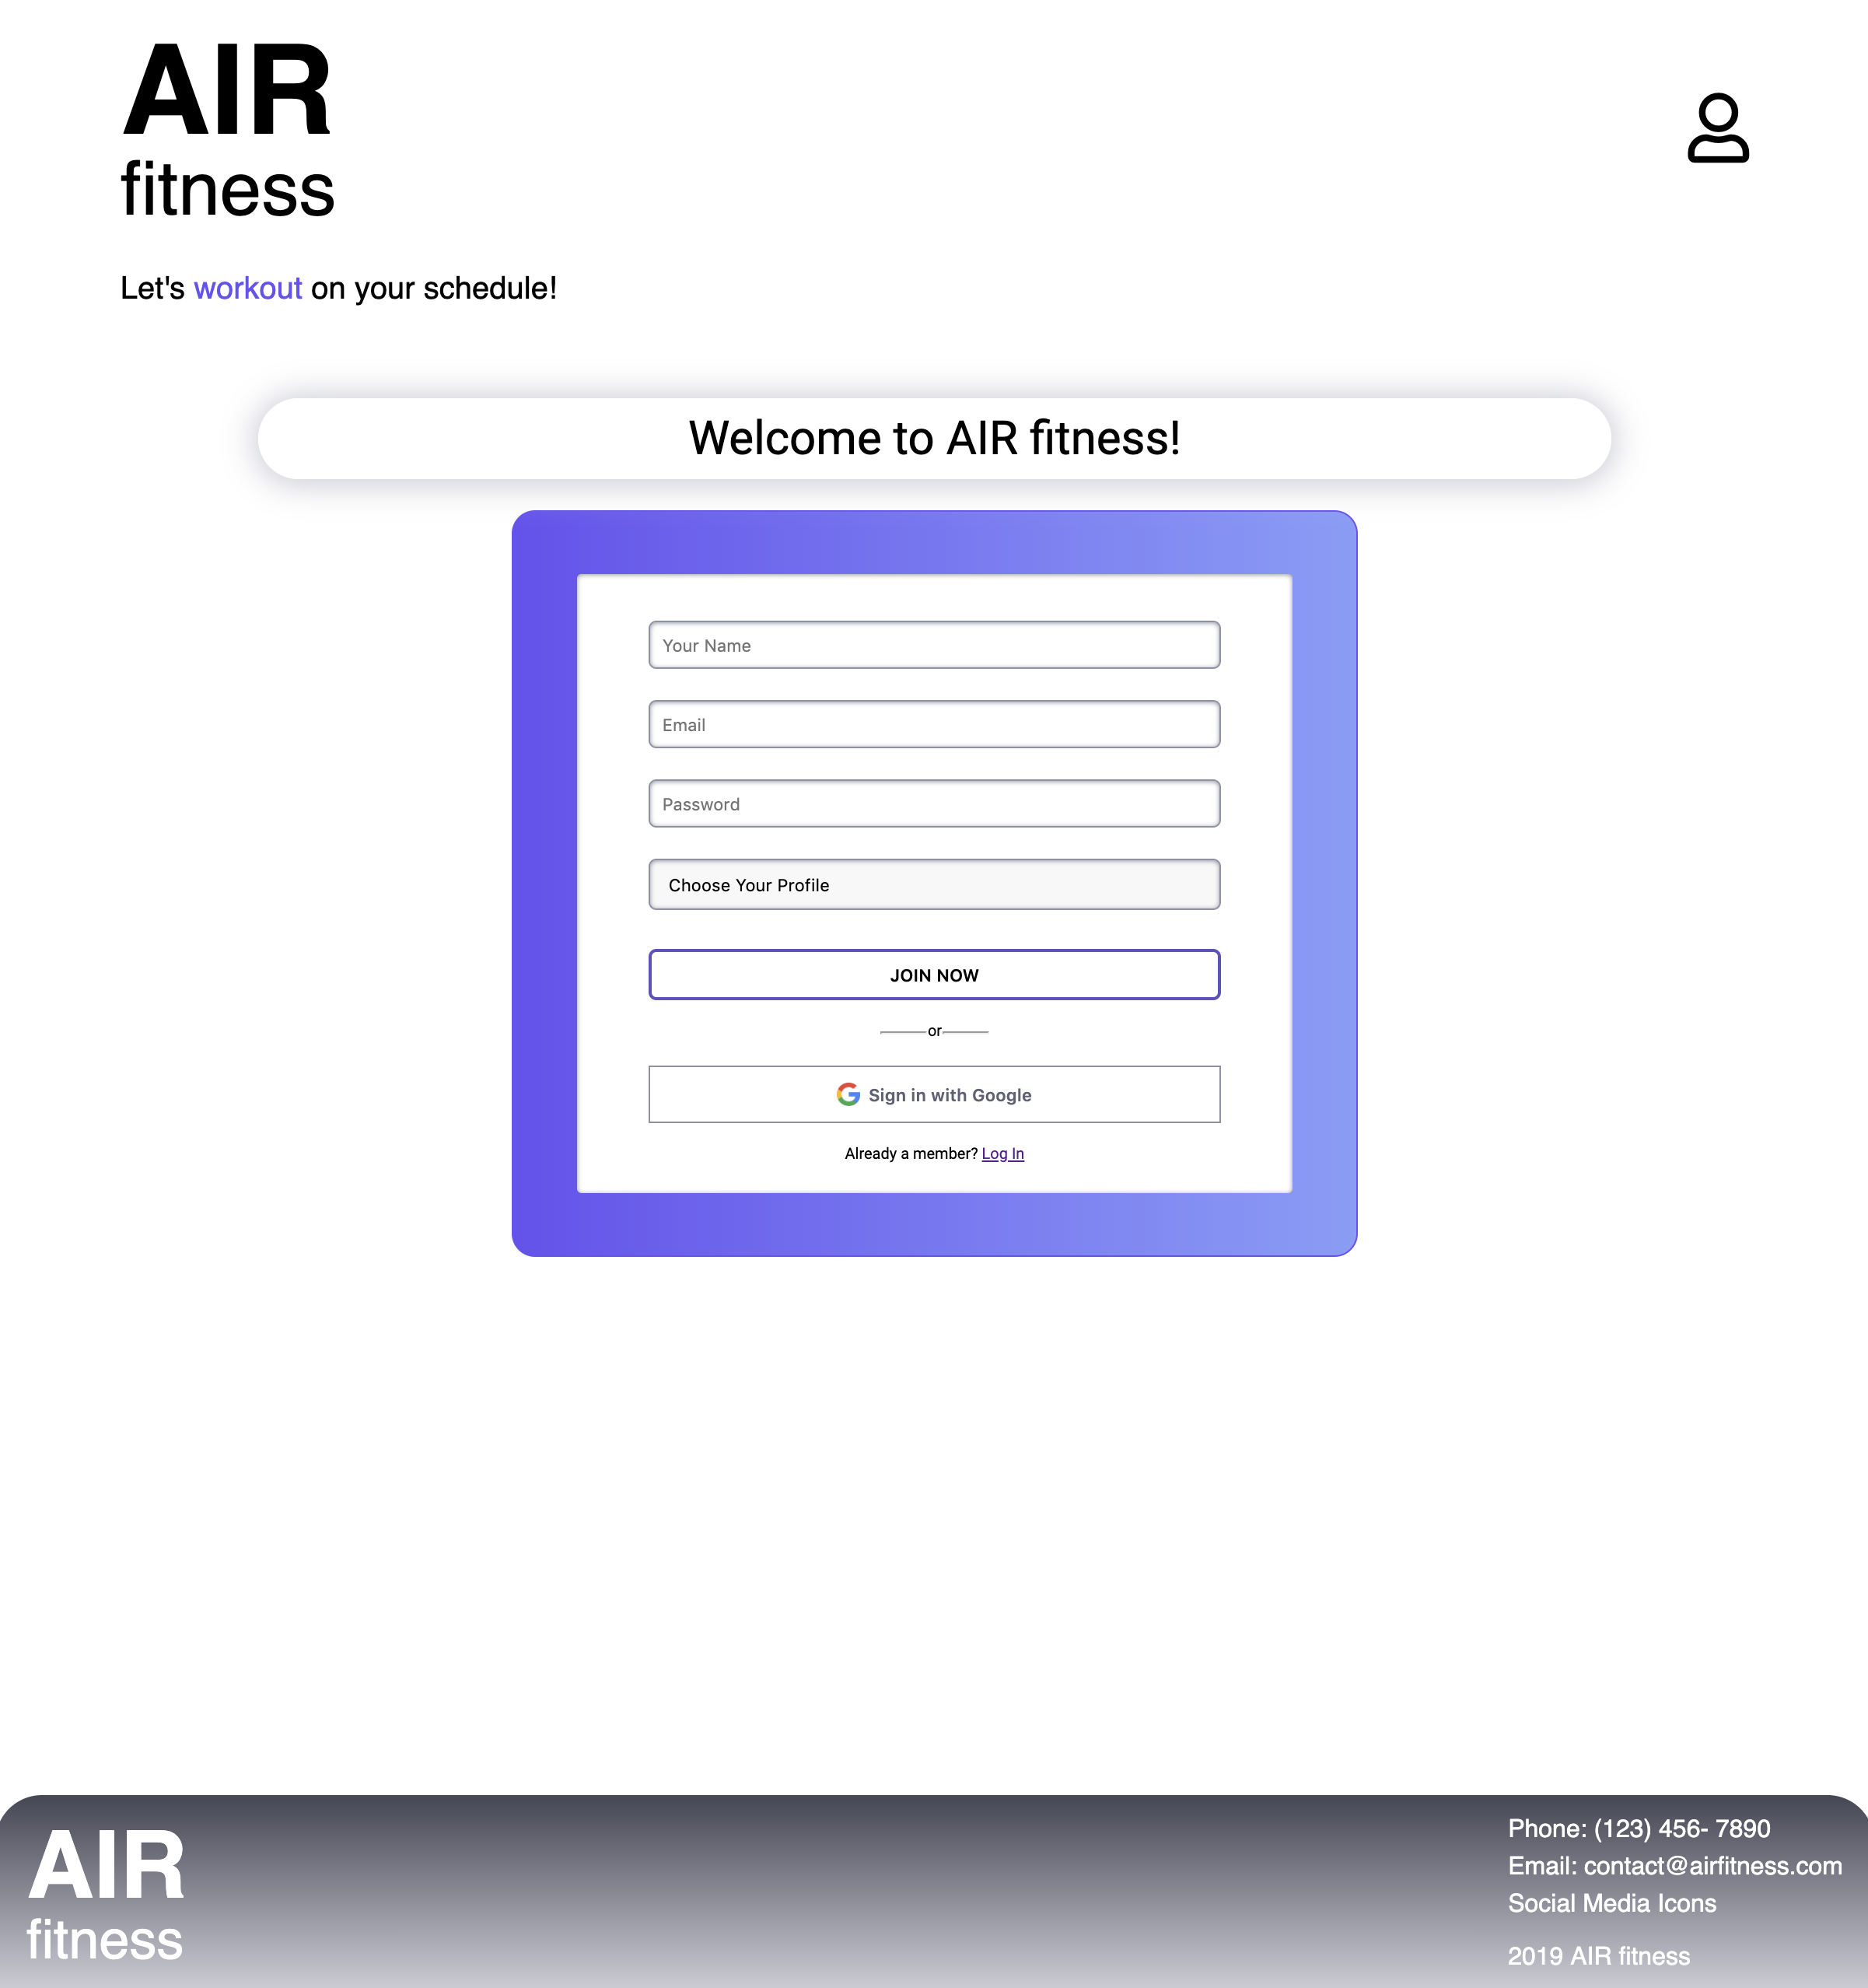 AIR
fitness
Let's workout on your schedule!
Welcome to AIR fitness!
Your Name
Email
Password
Choose Your Profile
JOIN NOW
or
Sign in with Google
Already a member? Log In
AIR
fitness
Phone: (123) 456- 7890
Email: contact@airfitness.com
Social Media Icons
2019 AIR fitness